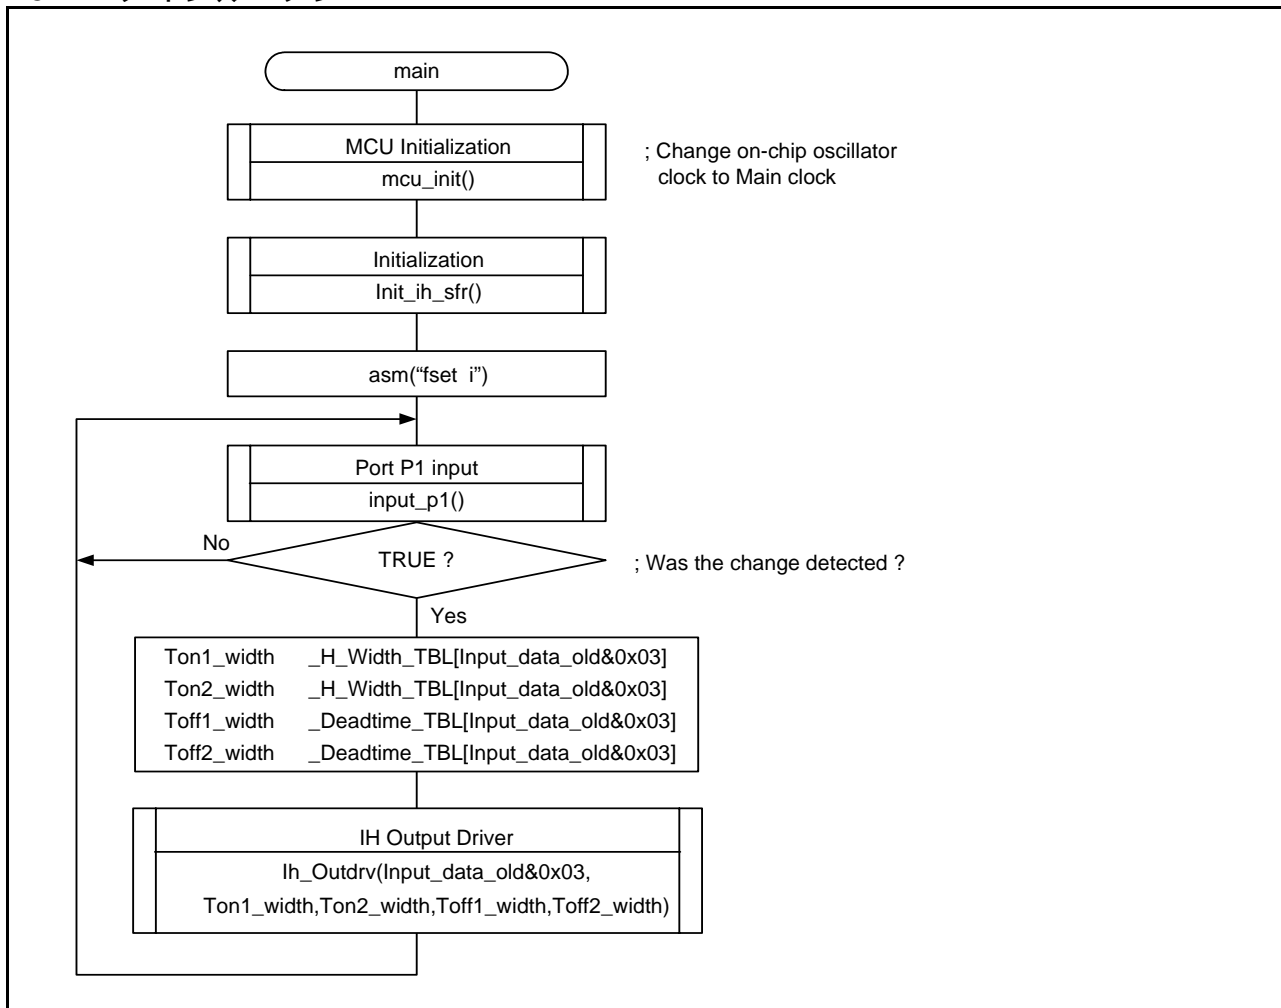 main
MCU Initialization
mcu_init()
; Change on-chip oscillator
clock to Main clock
Initialization
Init_ih_sfr()
asm(“fset i”)
Port P1 input
input_p1()
No
TRUE ?
; Was the change detected ?
Yes
Ton1_width _H_Width_TBL[Input_data_old&0x03]
Ton2_width _H_Width_TBL[Input_data_old&0x03]
Toff1_width _Deadtime_TBL[Input_data_old&0x03]
Toff2_width _Deadtime_TBL[Input_data_old&0x03]
IH Output Driver
Ih_Outdrv(Input_data_old&0x03,
Ton1_width,Ton2_width,Toff1_width,Toff2_width)